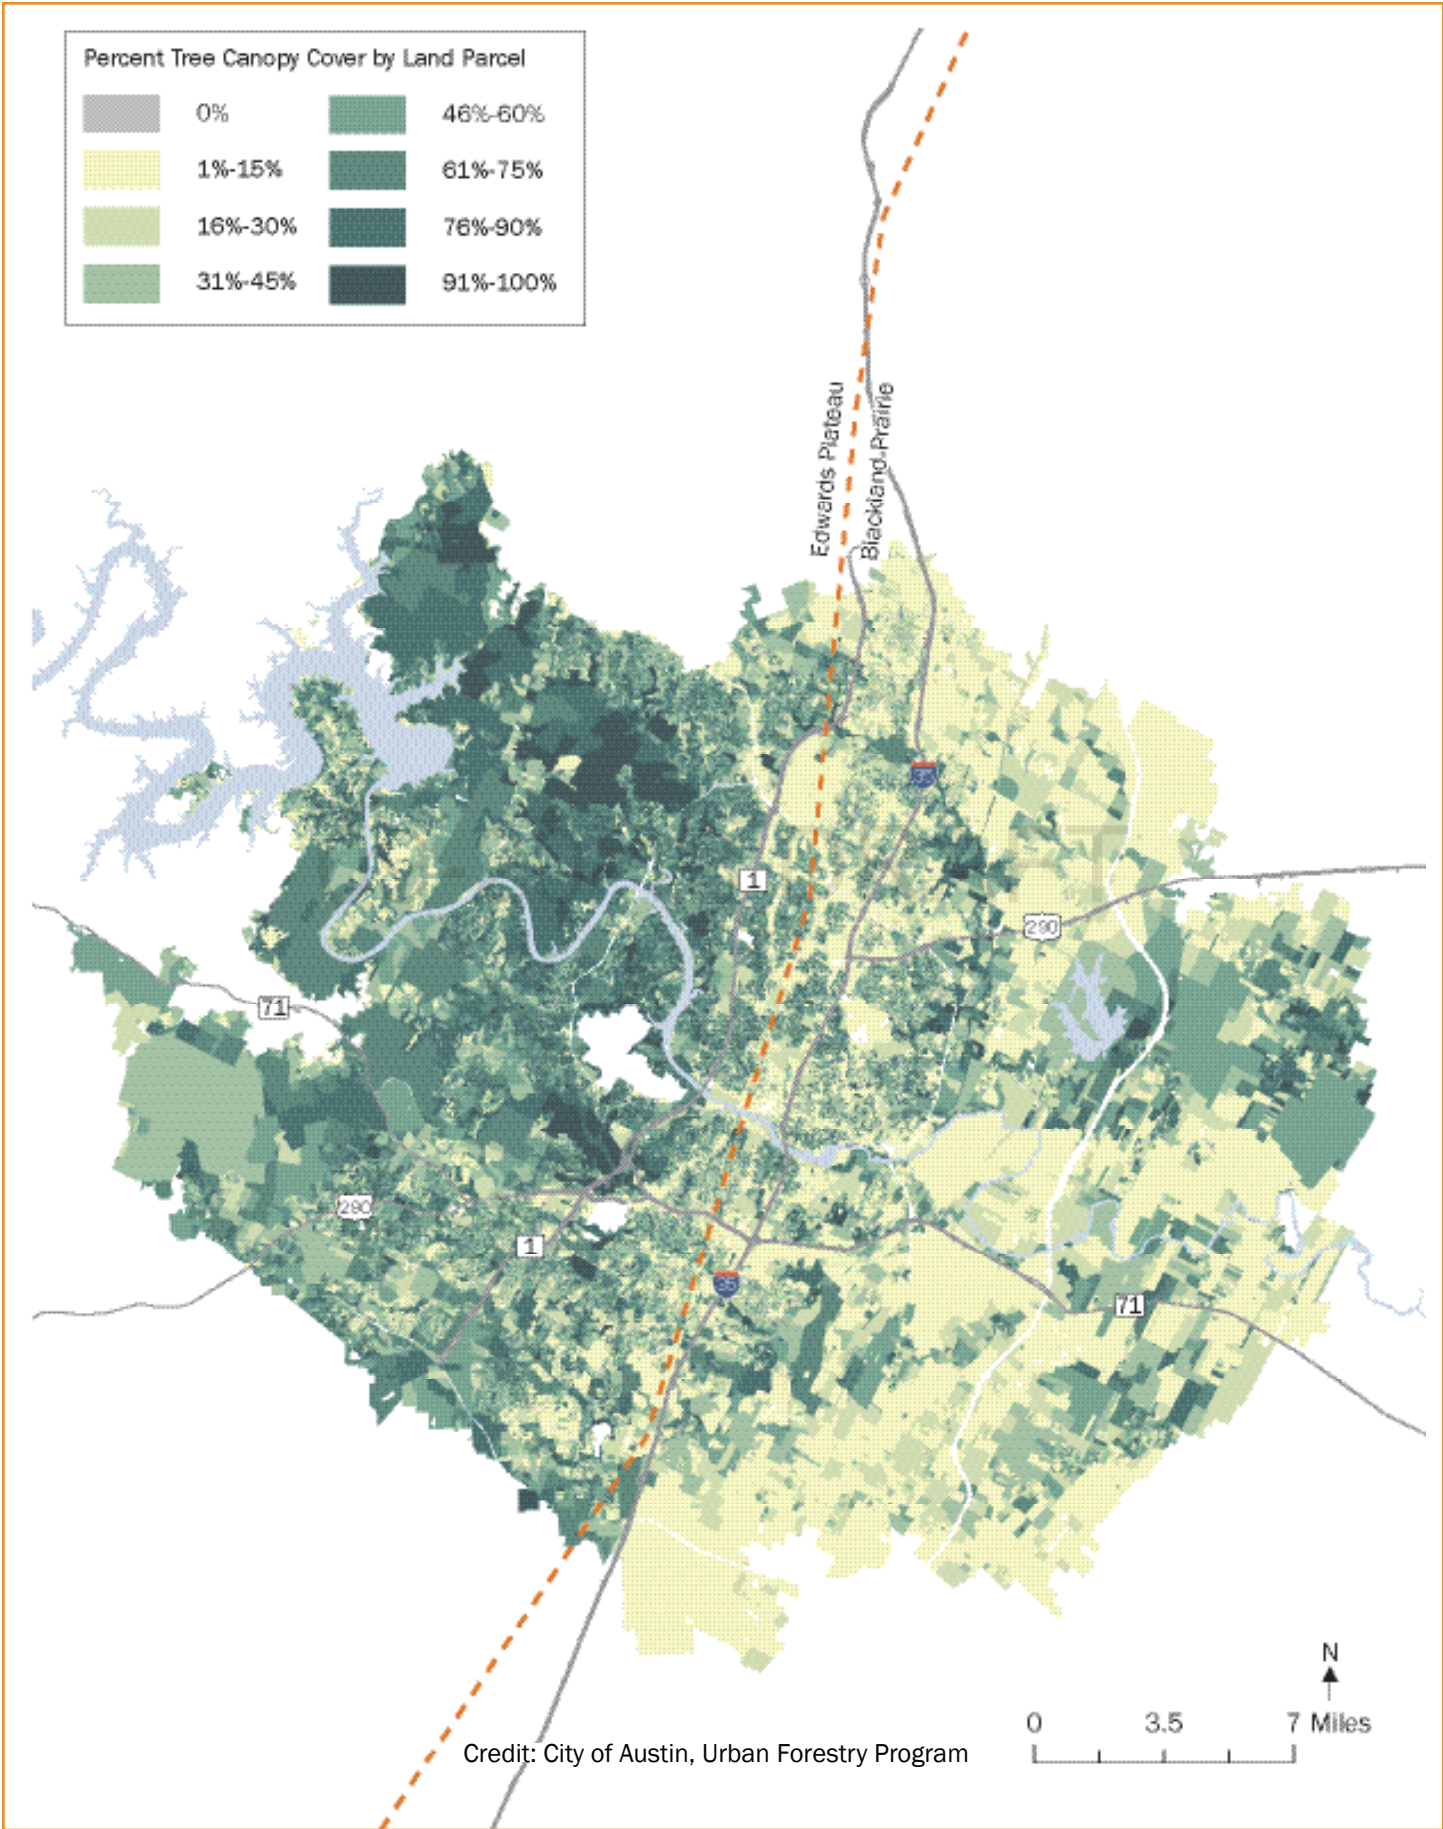 Percent Tree Canopy Cover by Land Parcel
0%
1%-15%
16%-30%
31%-45%
46%-60%
61%-75%
76%-90%
91%-100%
Edwards Plateau
Blackland Prairie
35
1
290
71
290
1
35
71
N
0 3.5 7 Miles
Credit: City of Austin, Urban Forestry Program